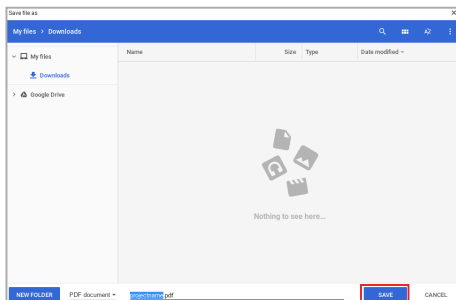 Save file as
My files > Downloads
Name Size Type Date modified
My files
Downloads
Google Drive
Nothing to see here...
NEW FOLDER PDF document projectname.pdf SAVE CANCEL